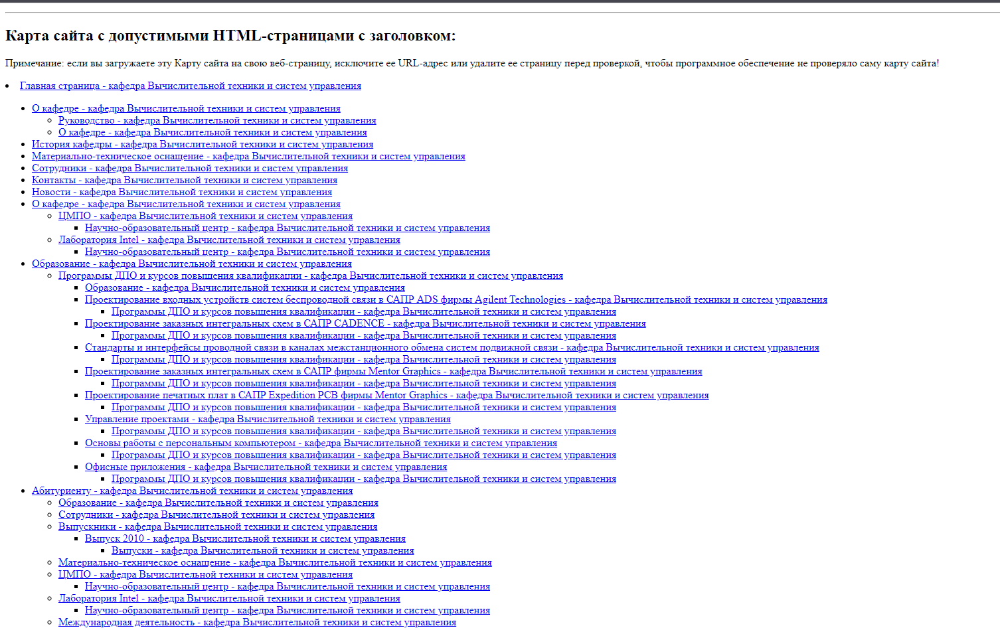 Карта сайта с допустимыми HTML-страницами с заголовком:
Примечание: если вы загружаете эту Карту сайта на свою веб-страницу, исключите ее URL-адрес или удалите ее страницу перед проверкой, чтобы программное обеспечение не проверяло саму карту сайта!
Главная страница - кафедра Вычислительной техники и систем управления
О кафедре - кафедра Вычислительной техники и систем управления
Руководство - кафедра Вычислительной техники и систем управления
О кафедре - кафедра Вычислительной техники и систем управления
История кафедры - кафедра Вычислительной техники и систем управления
Материально-техническое оснащение - кафедра Вычислительной техники и систем управления
Сотрудники - кафедра Вычислительной техники и систем управления
Контакты - кафедра Вычислительной техники и систем управления
Новости - кафедра Вычислительной техники и систем управления
О кафедре - кафедра Вычислительной техники и систем управления
ЦМПО - кафедра Вычислительной техники и систем управления
Научно-образовательный центр - кафедра Вычислительной техники и систем управления
Лаборатория Intel - кафедра Вычислительной техники и систем управления
Научно-образовательный центр - кафедра Вычислительной техники и систем управления
Образование - кафедра Вычислительной техники и систем управления
Программы ДПО и курсов повышения квалификации - кафедра Вычислительной техники и систем управления
Образование - кафедра Вычислительной техники и систем управления
Проектирование входных устройств систем беспроводной связи в САПР ADS фирмы Agilent Technologies - кафедра Вычислительной техники и систем управления
Программы ДПО и курсов повышения квалификации - кафедра Вычислительной техники и систем управления
Проектирование заказных интегральных схем в САПР CADENCE - кафедра Вычислительной техники и систем управления
Программы ДПО и курсов повышения квалификации - кафедра Вычислительной техники и систем управления
Стандарты и интерфейсы проводной связи в каналах межстанционного обмена систем подвижной связи - кафедра Вычислительной техники и систем управления
Программы ДПО и курсов повышения квалификации - кафедра Вычислительной техники и систем управления
Проектирование заказных интегральных схем в САПР фирмы Mentor Graphics - кафедра Вычислительной техники и систем управления
Программы ДПО и курсов повышения квалификации - кафедра Вычислительной техники и систем управления
Проектирование печатных плат в САПР Expedition PCB фирмы Mentor Graphics - кафедра Вычислительной техники и систем управления
Программы ДПО и курсов повышения квалификации - кафедра Вычислительной техники и систем управления
Управление проектами - кафедра Вычислительной техники и систем управления
Программы ДПО и курсов повышения квалификации - кафедра Вычислительной техники и систем управления
Основы работы с персональным компьютером - кафедра Вычислительной техники и систем управления
Программы ДПО и курсов повышения квалификации - кафедра Вычислительной техники и систем управления
Офисные приложения - кафедра Вычислительной техники и систем управления
Программы ДПО и курсов повышения квалификации - кафедра Вычислительной техники и систем управления
Абитуриенту - кафедра Вычислительной техники и систем управления
Образование - кафедра Вычислительной техники и систем управления
Сотрудники - кафедра Вычислительной техники и систем управления
Выпускники - кафедра Вычислительной техники и систем управления
Выпуск 2010 - кафедра Вычислительной техники и систем управления
Выпуски - кафедра Вычислительной техники и систем управления
Материально-техническое оснащение - кафедра Вычислительной техники и систем управления
ЦМПО - кафедра Вычислительной техники и систем управления
Научно-образовательный центр - кафедра Вычислительной техники и систем управления
Лаборатория Intel - кафедра Вычислительной техники и систем управления
Научно-образовательный центр - кафедра Вычислительной техники и систем управления
Международная деятельность - кафедра Вычислительной техники и систем управления